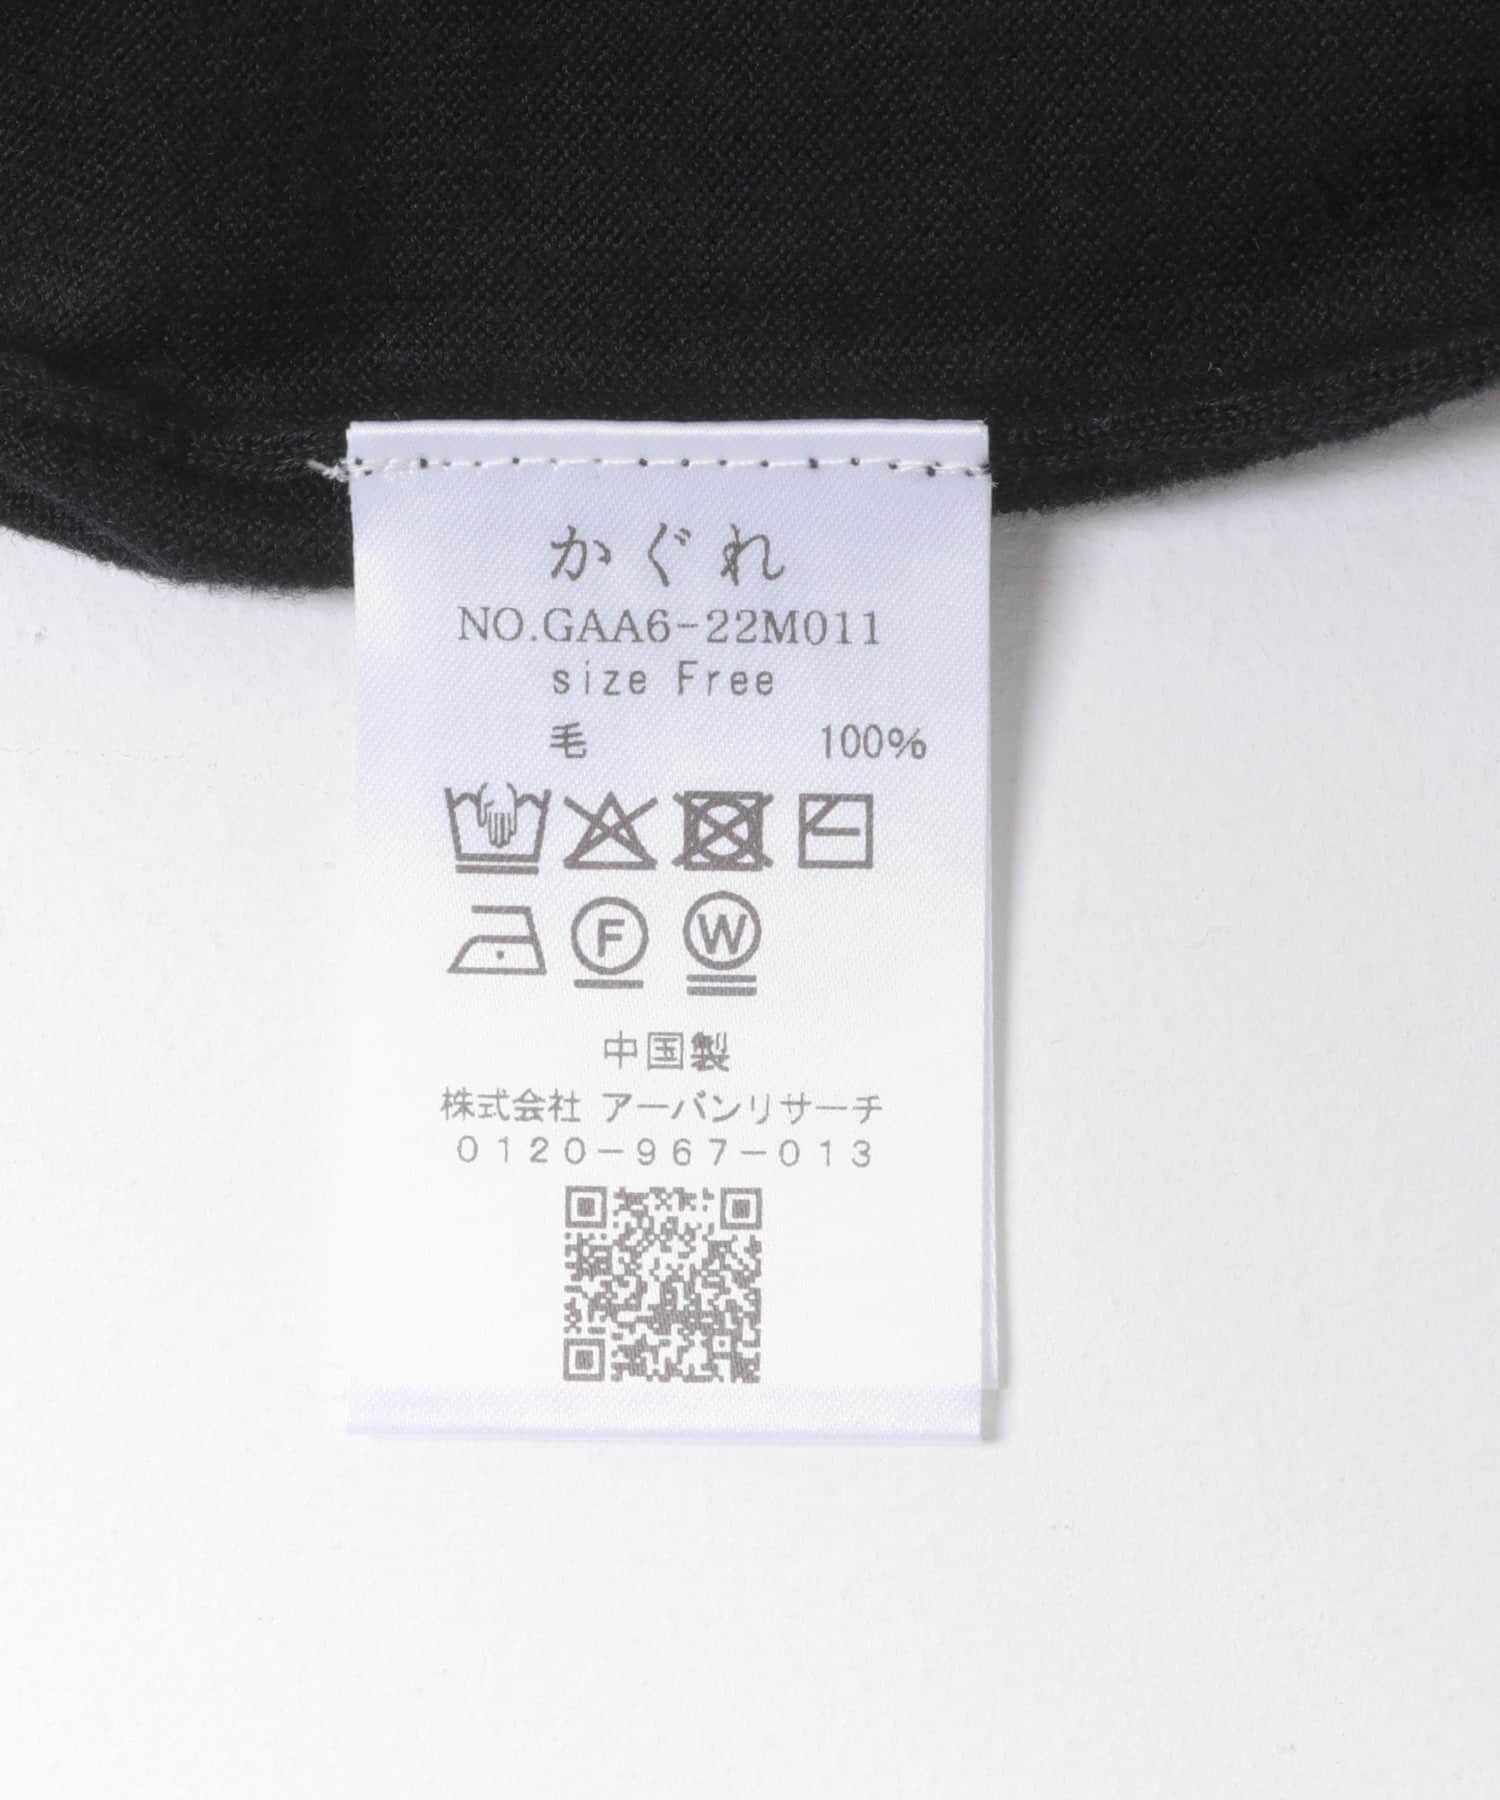 かぐれ
NO.GAA6-22M011
size Free
毛 100%
F W
中国製
株式会社 アーバンリサーチ
0120-967-013